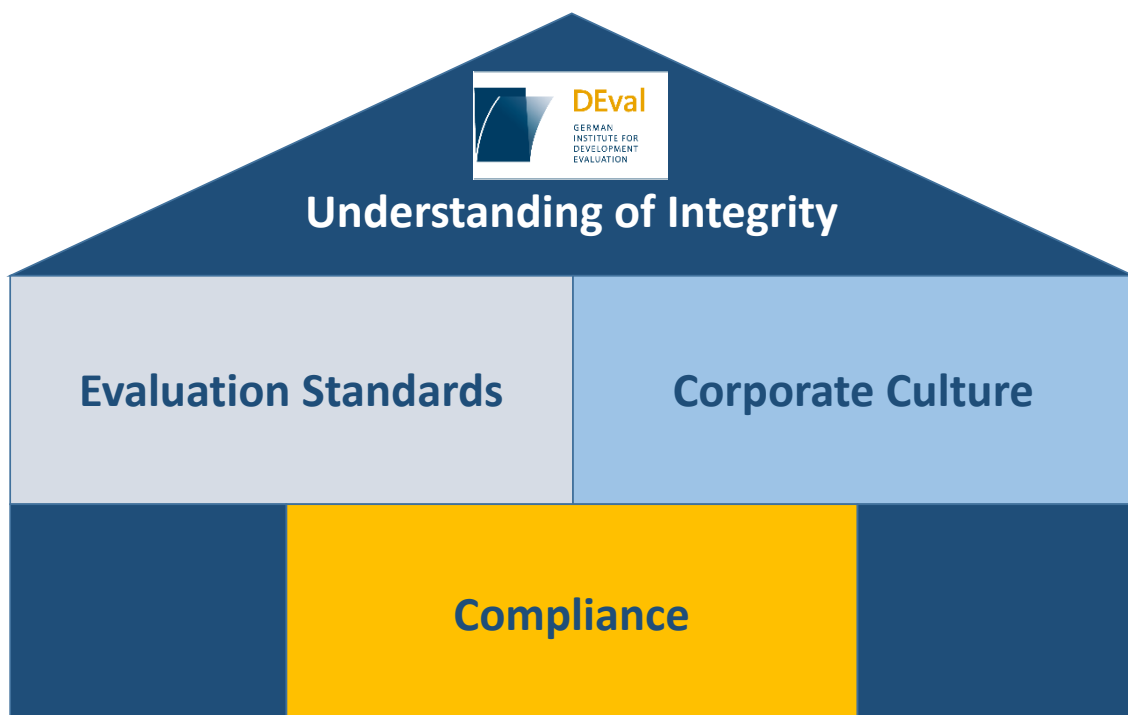 DEval
GERMAN
INSTITUTE FOR
DEVELOPMENT
EVALUATION
Understanding of Integrity
Evaluation Standards
Corporate Culture
Compliance